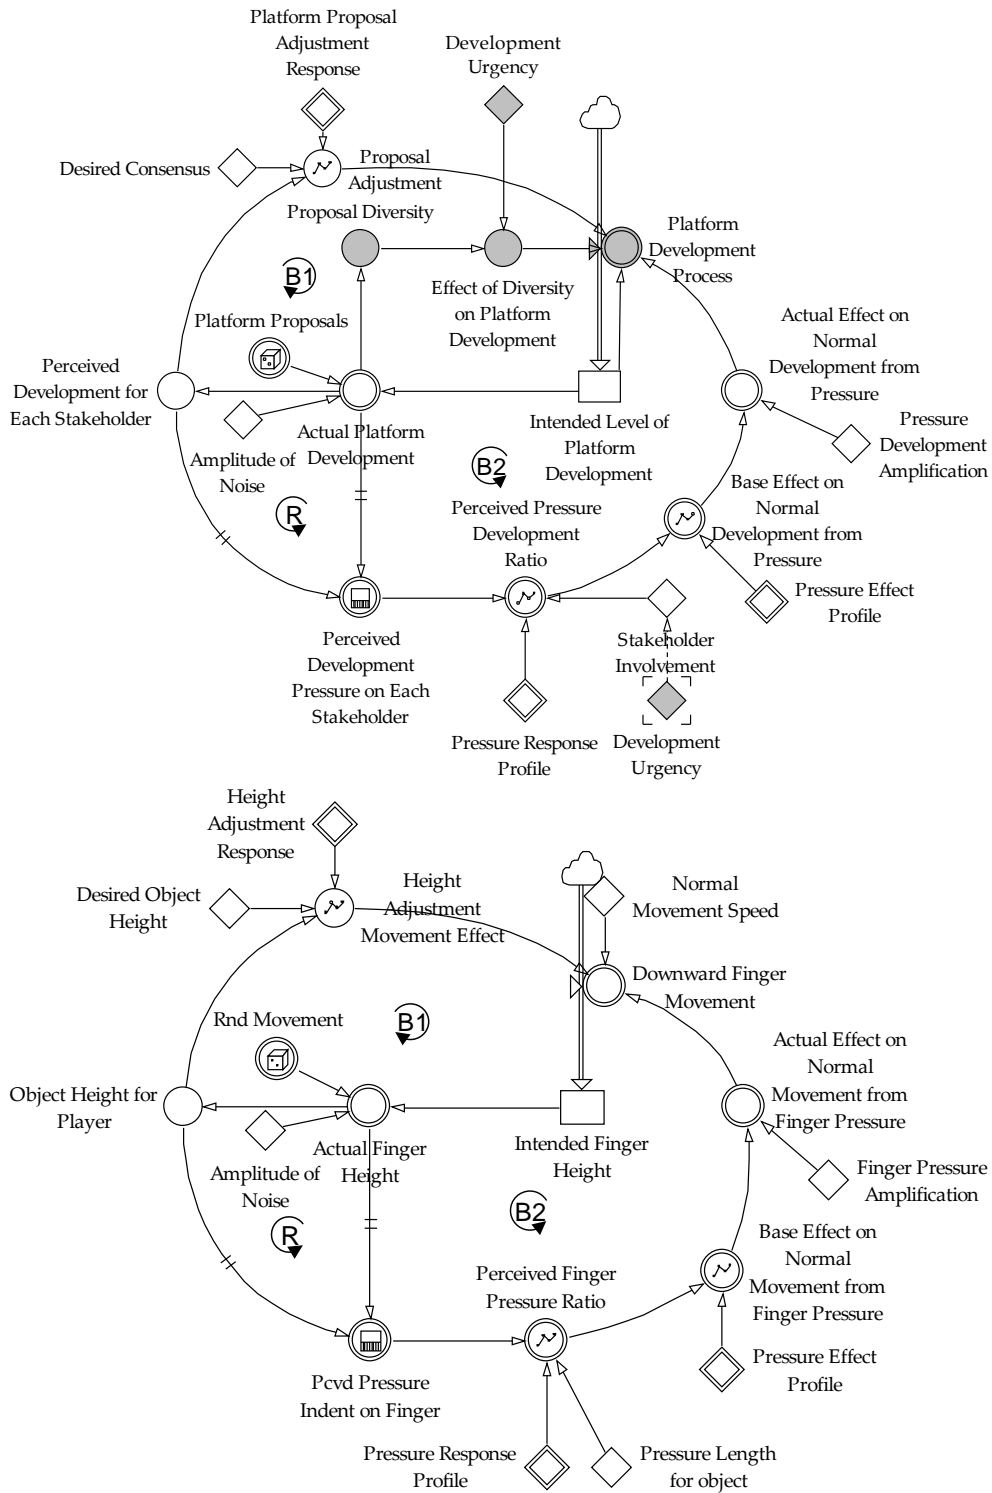 Platform Proposal
Adjustment
Response
Development
Urgency
Desired Consensus
Proposal
Adjustment
Proposal Diversity
Platform
Development
Process
B1
Effect of Diversity
on Platform
Development
Platform Proposals
Actual Effect on
Normal
Development from
Pressure
Perceived
Development for
Each Stakeholder
Actual Platform
Development
Intended Level of
Platform
Development
Pressure
Development
Amplification
Amplitude of
Noise
B2
R
Perceived Pressure
Development
Ratio
Base Effect on
Normal
Development from
Pressure
Pressure Effect
Profile
Perceived
Development
Pressure on Each
Stakeholder
Stakeholder
Involvement
Pressure Response
Profile
Development
Urgency
Height
Adjustment
Response
Desired Object
Height
Height
Adjustment
Movement Effect
Normal
Movement Speed
Downward Finger
Movement
Rnd Movement
B1
Actual Effect on
Normal
Movement from
Finger Pressure
Object Height for
Player
Actual Finger
Height
Intended Finger
Height
Amplitude of
Noise
Finger Pressure
Amplification
R
B2
Base Effect on
Normal
Movement from
Finger Pressure
Perceived Finger
Pressure Ratio
Pcvd Pressure
Indent on Finger
Pressure Effect
Profile
Pressure Response
Profile
Pressure Length
for object